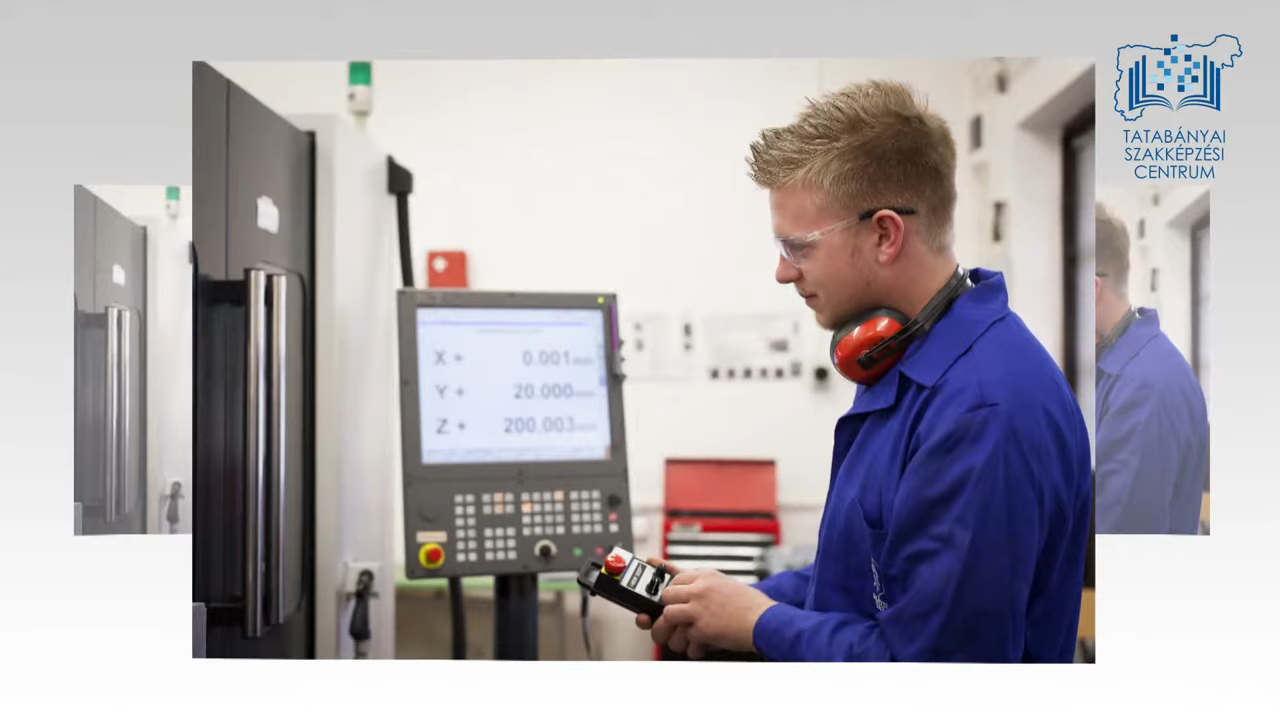 TATABÁNYAI
SZAKKÉPZÉSI
CENTRUM
X + 0.001
Y + 20.000
Z + 200.003